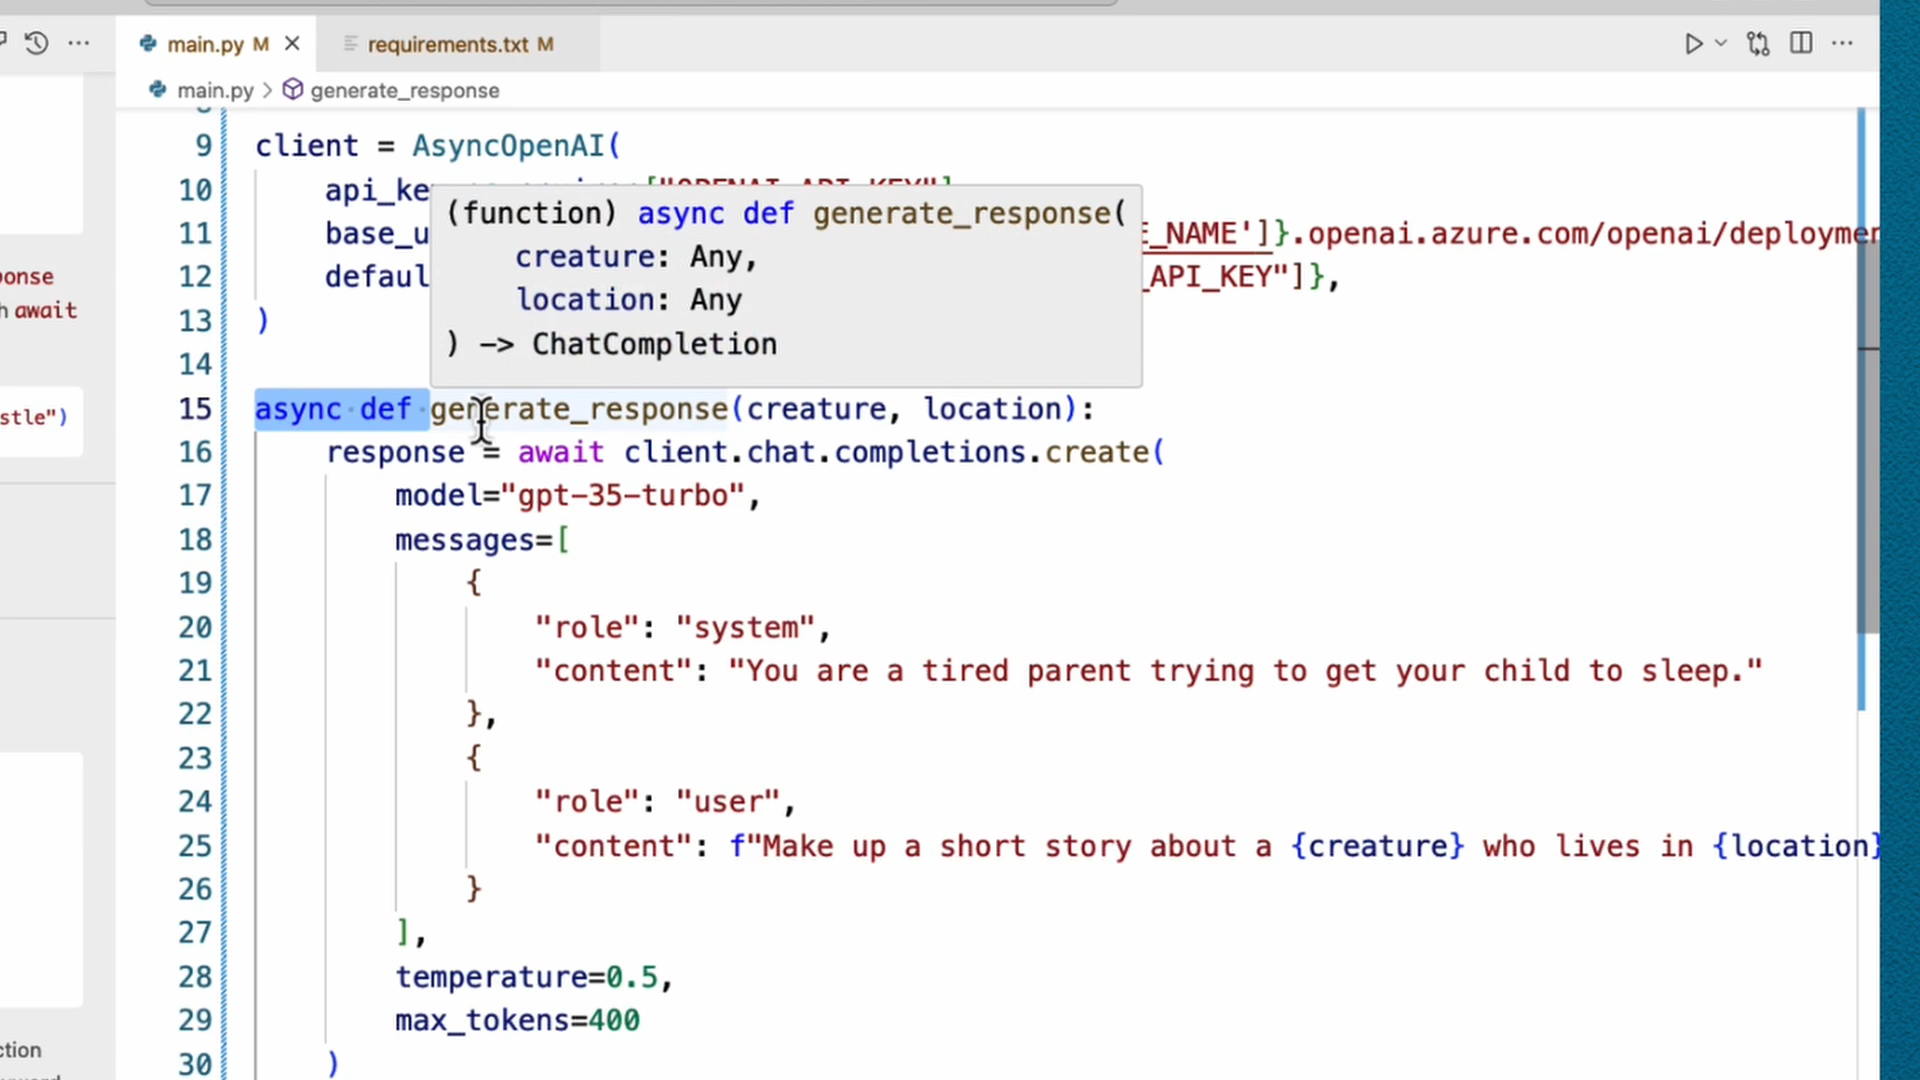 main.py M
requirements.txt M
main.py > generate_response
9 client = AsyncOpenAI(
10 api_ke
11 base_u E_NAME']}.openai.azure.com/openai/deploymen
12 defaul _API_KEY"]},
13 )
14
(function) async def generate_response(
creature: Any,
location: Any
) -> ChatCompletion
15 async def generate_response(creature, location):
16 response = await client.chat.completions.create(
17 model="gpt-35-turbo",
18 messages=[
19 {
20 "role": "system",
21 "content": "You are a tired parent trying to get your child to sleep."
22 },
23 {
24 "role": "user",
25 "content": f"Make up a short story about a {creature} who lives in {location}
26 }
27 ],
28 temperature=0.5,
29 max_tokens=400
30 )
onse
h await
stle")
ction